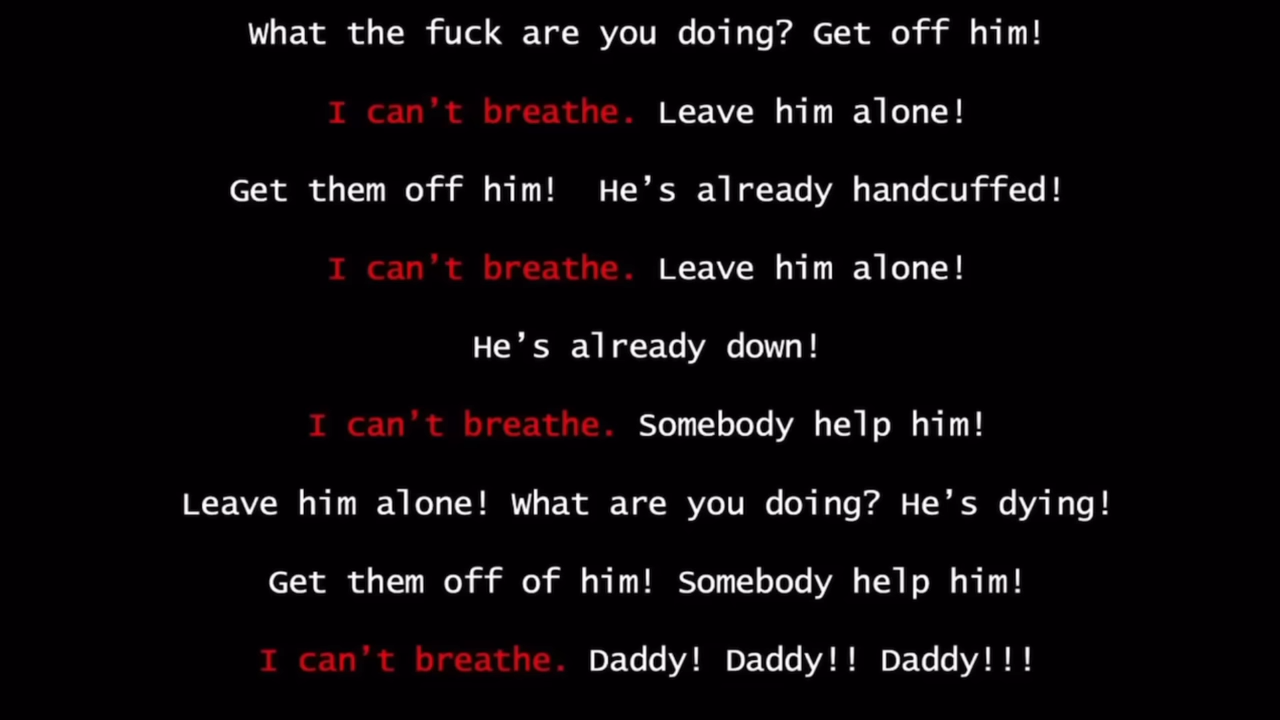 What the fuck are you doing? Get off him!
I can’t breathe. Leave him alone!
Get them off him!  He’s already handcuffed!
I can’t breathe. Leave him alone!
He’s already down!
I can’t breathe. Somebody help him!
Leave him alone! What are you doing? He’s dying!
Get them off of him! Somebody help him!
I can’t breathe. Daddy! Daddy!! Daddy!!!